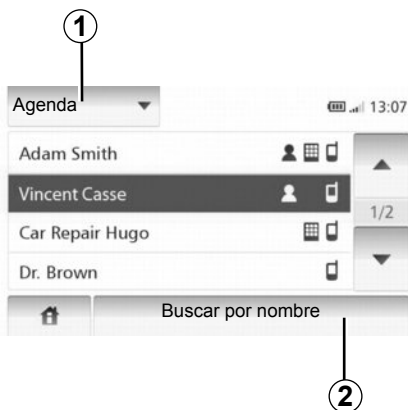 1
Agenda 13:07
Adam Smith
Vincent Casse
1/2
Car Repair Hugo
Dr. Brown
Buscar por nombre
2